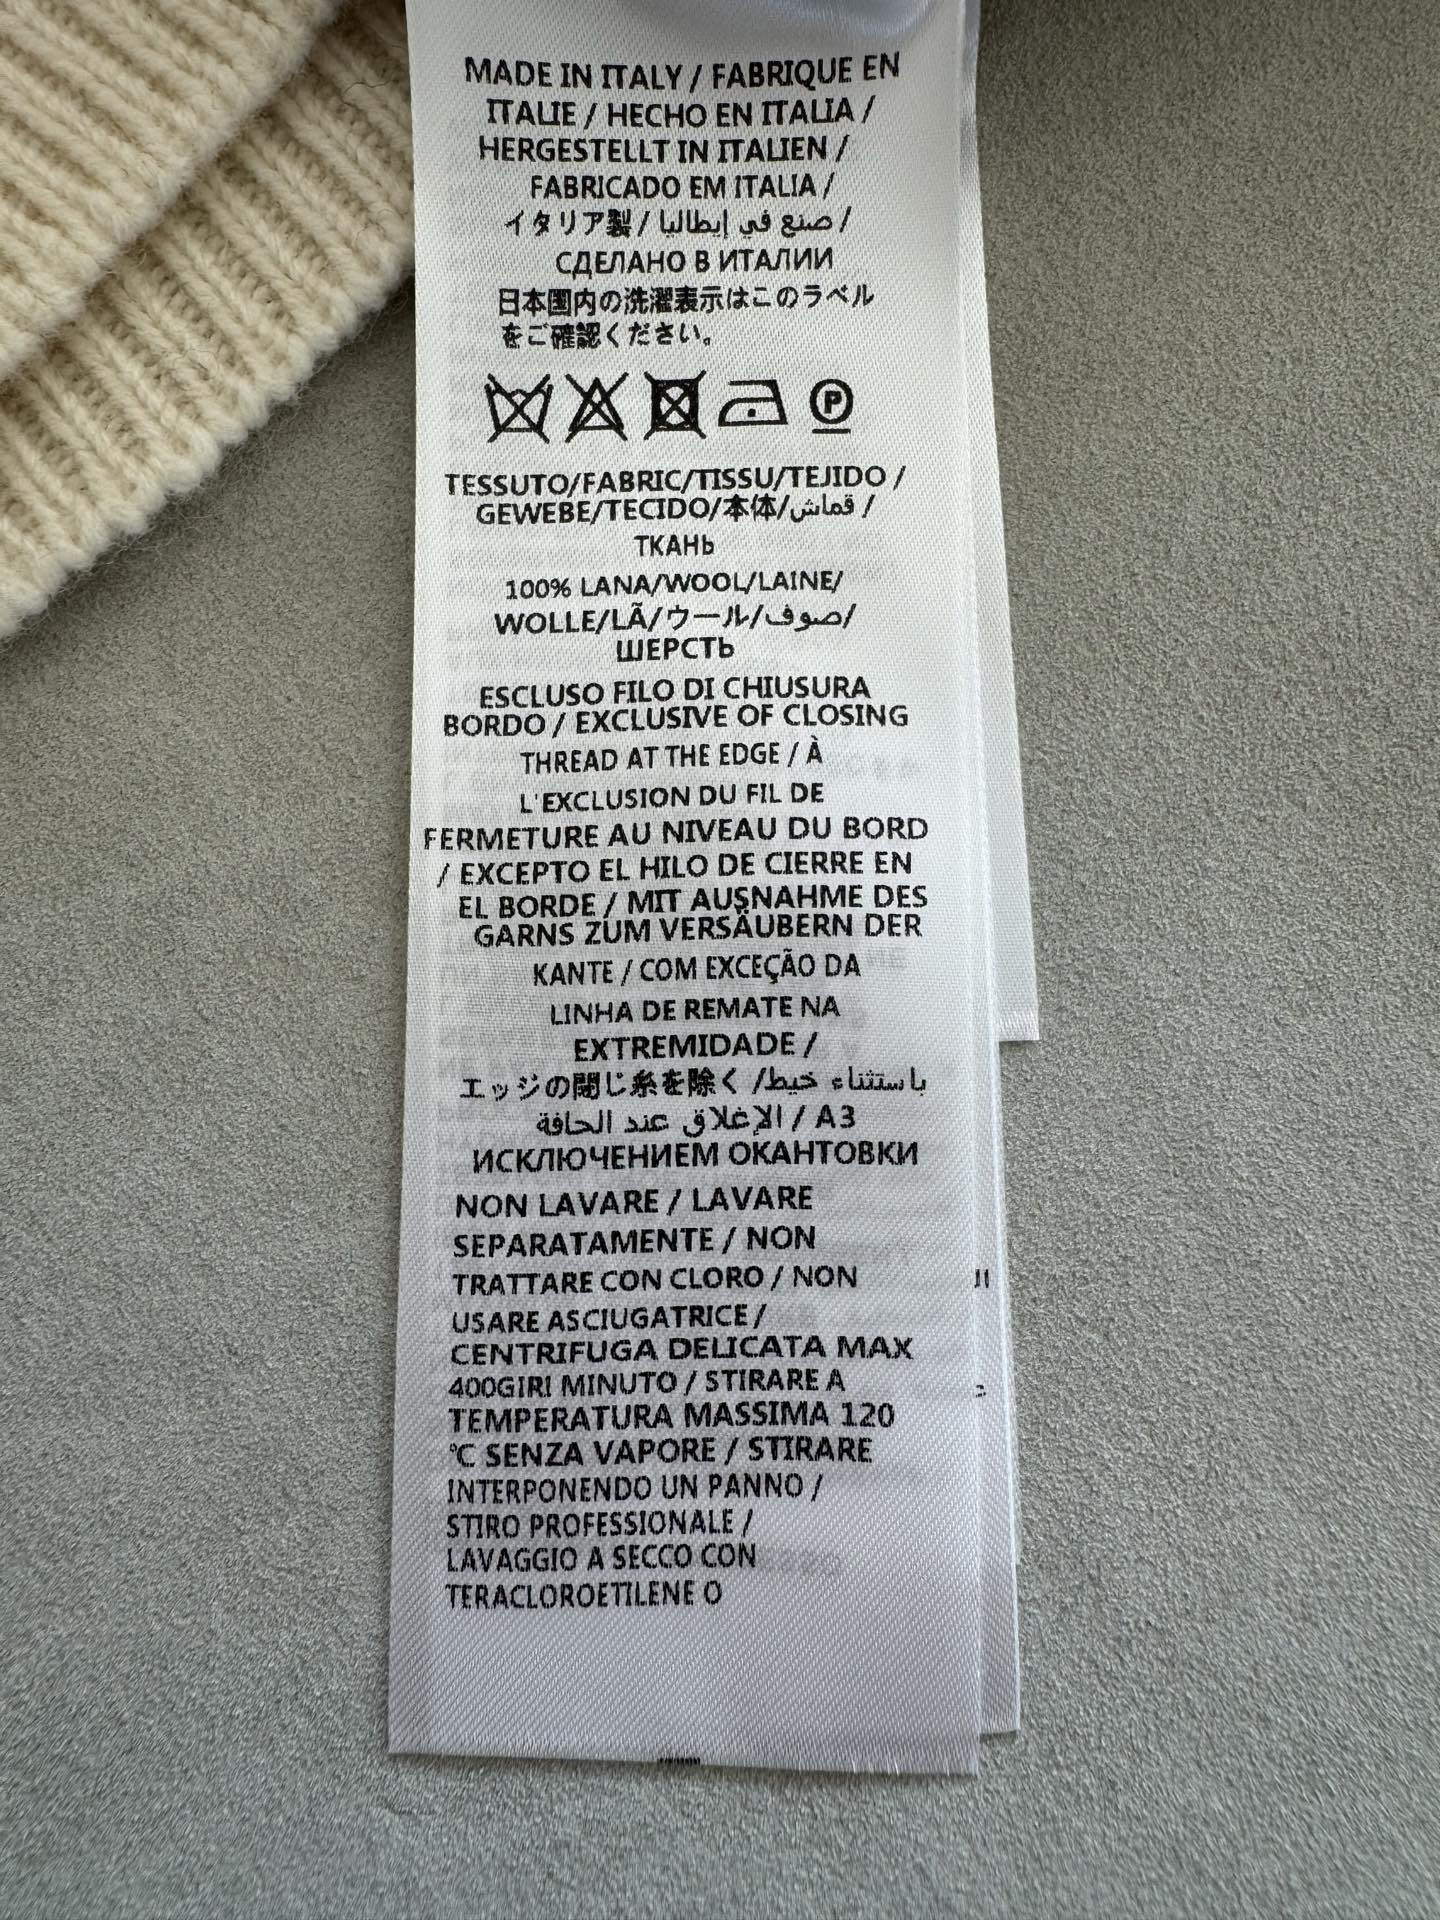 MADE IN ITALY / FABRIQUE EN
ITALIE / HECHO EN ITALIA /
HERGESTELLT IN ITALIEN /
FABRICADO EM ITALIA /
イタリア製 / صنع في إيطاليا /
СДЕЛАНО В ИТАЛИИ
日本国内の洗濯表示はこのラベル
をご確認ください。
P
TESSUTO/FABRIC/TISSU/TEJIDO /
GEWEBE/TECIDO/本体/قماش /
ТКАНЬ
100% LANA/WOOL/LAINE/
WOLLE/LÃ/ウール/صوف/
ШЕРСТЬ
ESCLUSO FILO DI CHIUSURA
BORDO / EXCLUSIVE OF CLOSING
THREAD AT THE EDGE / À
L'EXCLUSION DU FIL DE
FERMETURE AU NIVEAU DU BORD
/ EXCEPTO EL HILO DE CIERRE EN
EL BORDE / MIT AUSNAHME DES
GARNS ZUM VERSÄUBERN DER
KANTE / COM EXCEÇÃO DA
LINHA DE REMATE NA
EXTREMIDADE /
エッジの閉じ糸を除く /باستثناء خيط
الإغلاق عند الحافة / АЗ
ИСКЛЮЧЕНИЕМ ОКАНТОВКИ
NON LAVARE / LAVARE
SEPARATAMENTE / NON
TRATTARE CON CLORO / NON
USARE ASCIUGATRICE /
CENTRIFUGA DELICATA MAX
400GIRI MINUTO / STIRARE A
TEMPERATURA MASSIMA 120
°C SENZA VAPORE / STIRARE
INTERPONENDO UN PANNO /
STIRO PROFESSIONALE /
LAVAGGIO A SECCO CON
TERACLOROETILENE O